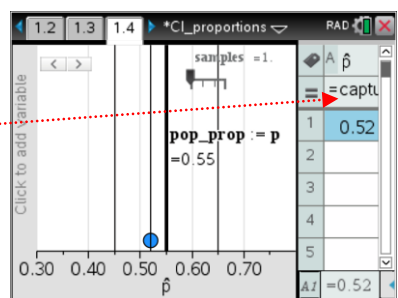 1.2 1.3 1.4 *CI_proportions RAD
< > samples =1.
Click to add variable
pop_prop := p
=0.55
0.30 0.40 0.50 0.60 0.70
p̂
A p̂
= =captu
1 0.52
2
3
4
5
A1 =0.52